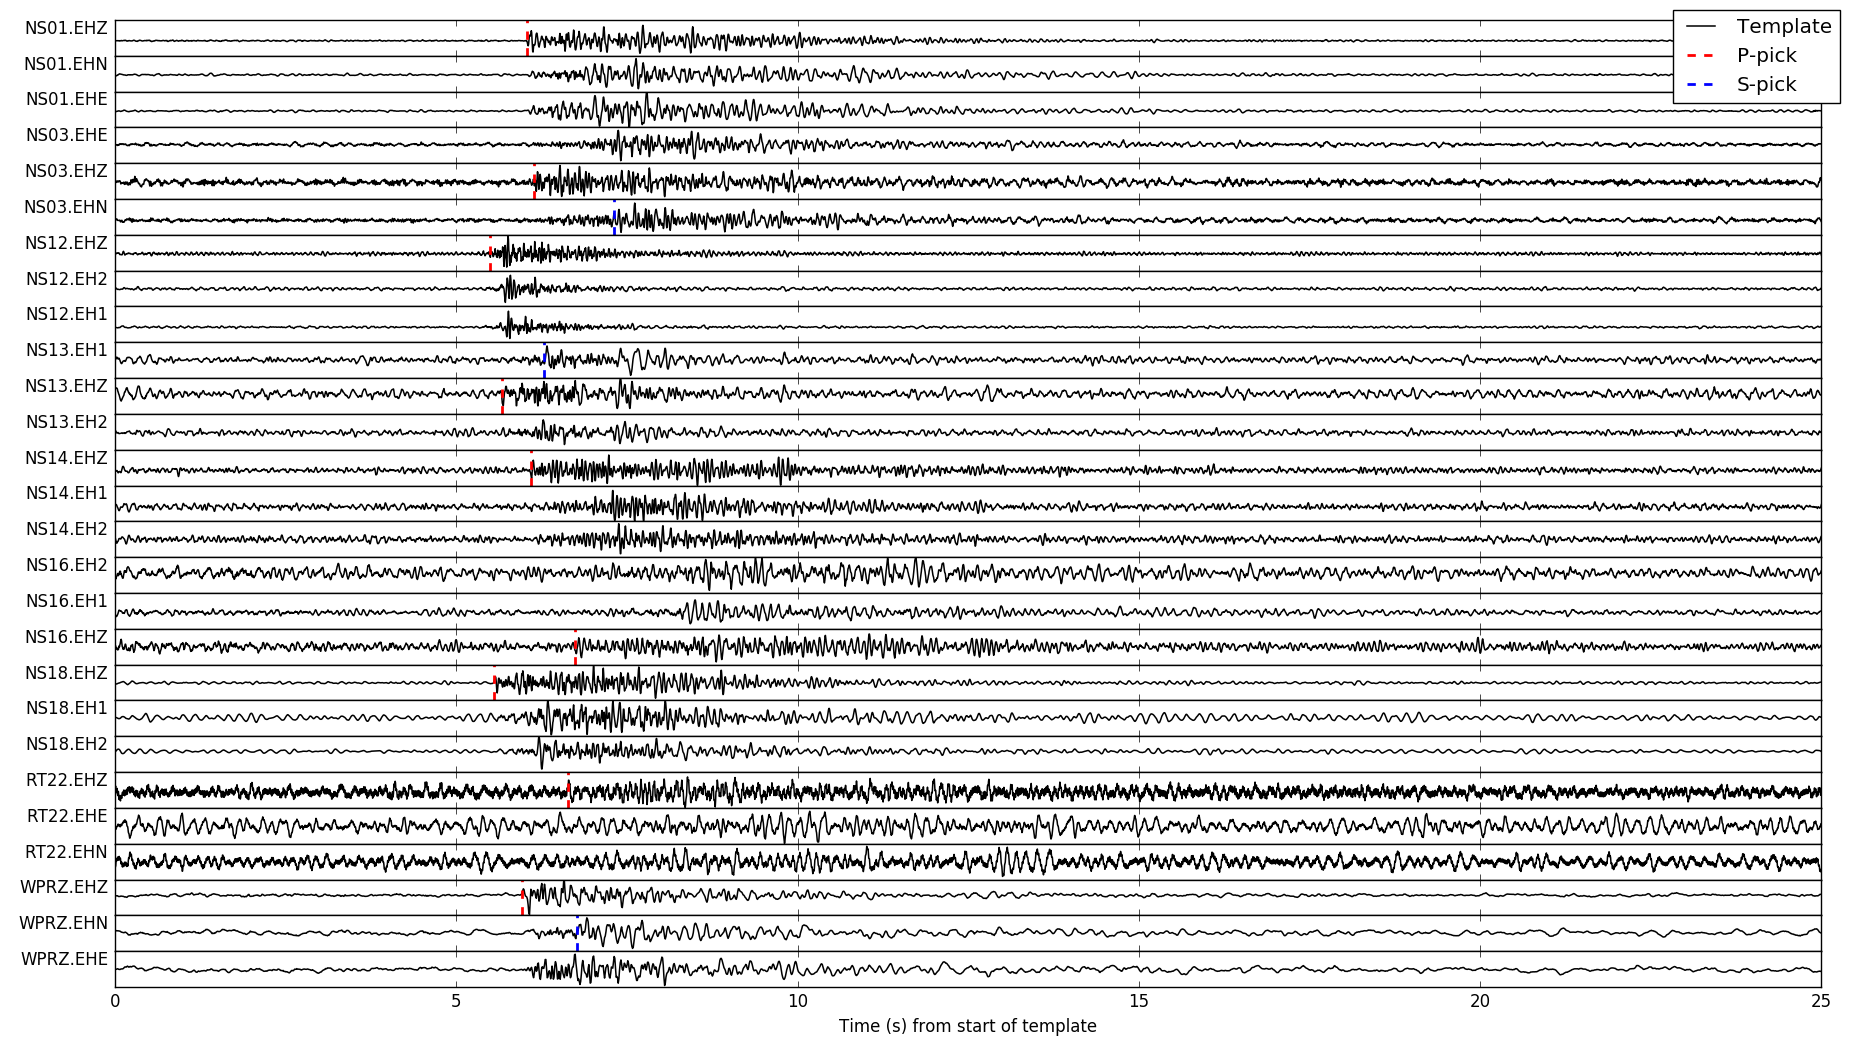 NS01.EHZ
NS01.EHN
NS01.EHE
NS03.EHE
NS03.EHZ
NS03.EHN
NS12.EHZ
NS12.EH2
NS12.EH1
NS13.EH1
NS13.EHZ
NS13.EH2
NS14.EHZ
NS14.EH1
NS14.EH2
NS16.EH2
NS16.EH1
NS16.EHZ
NS18.EHZ
NS18.EH1
NS18.EH2
RT22.EHZ
RT22.EHE
RT22.EHN
WPRZ.EHZ
WPRZ.EHN
WPRZ.EHE
Template
P-pick
S-pick
0 5 10 15 20 25
Time (s) from start of template